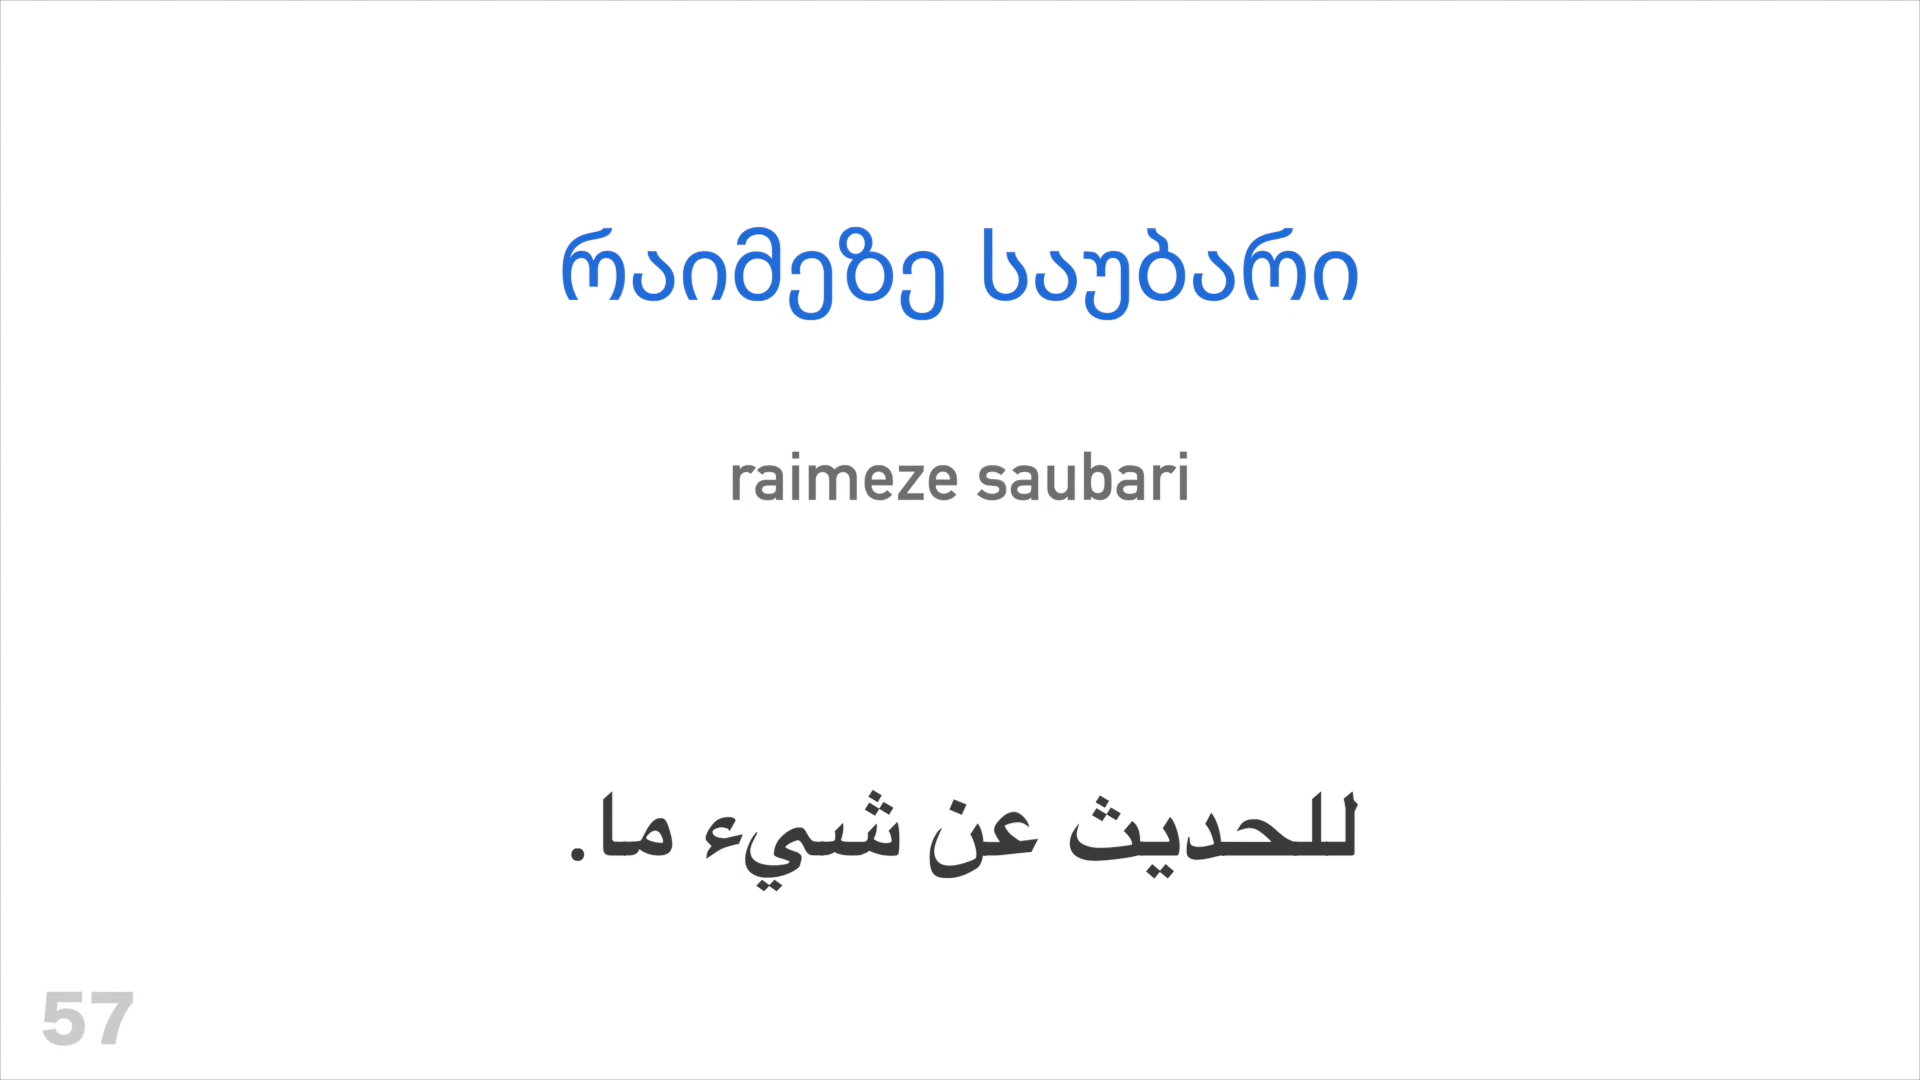 რაიმეზე საუბარი
raimeze saubari
للحديث عن شيء ما.
57